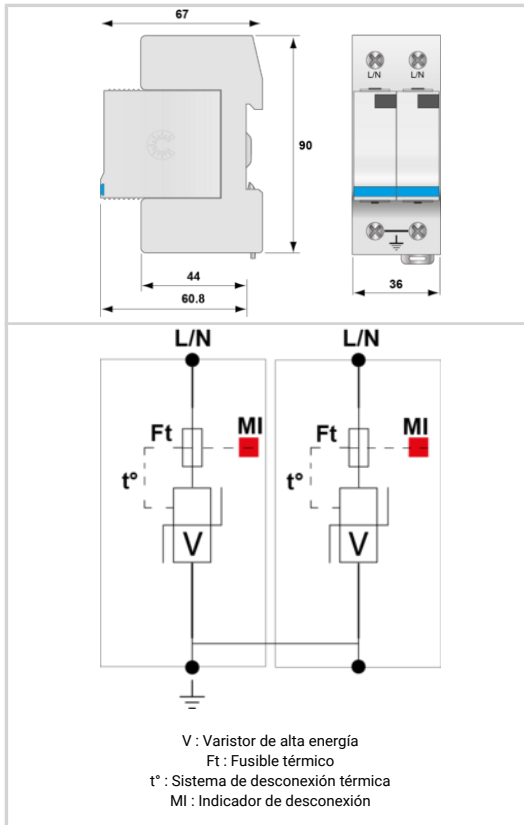 67
L/N L/N
90
44
60.8
36
L/N L/N
Ft MI Ft MI
t° t°
V V
V : Varistor de alta energía
Ft : Fusible térmico
t° : Sistema de desconexión térmica
MI : Indicador de desconexión